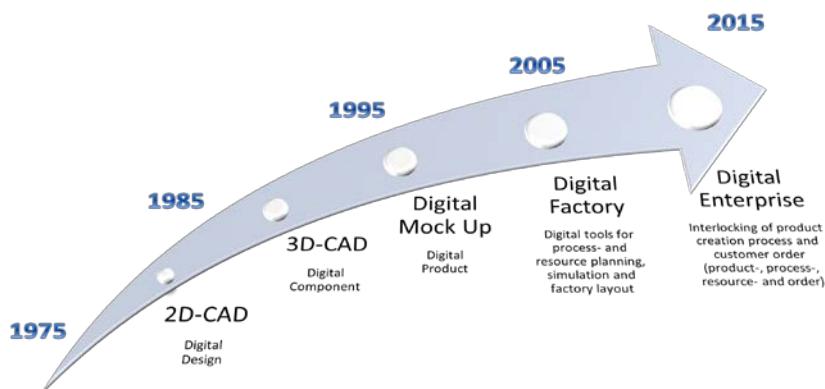 1975
1985
1995
2005
2015
2D-CAD
Digital
Design
3D-CAD
Digital
Component
Digital
Mock Up
Digital
Product
Digital
Factory
Digital tools for
process- and
resource planning,
simulation and
factory layout
Digital
Enterprise
Interlocking of product
creation process and
customer order
(product-, process-,
resource- and order)